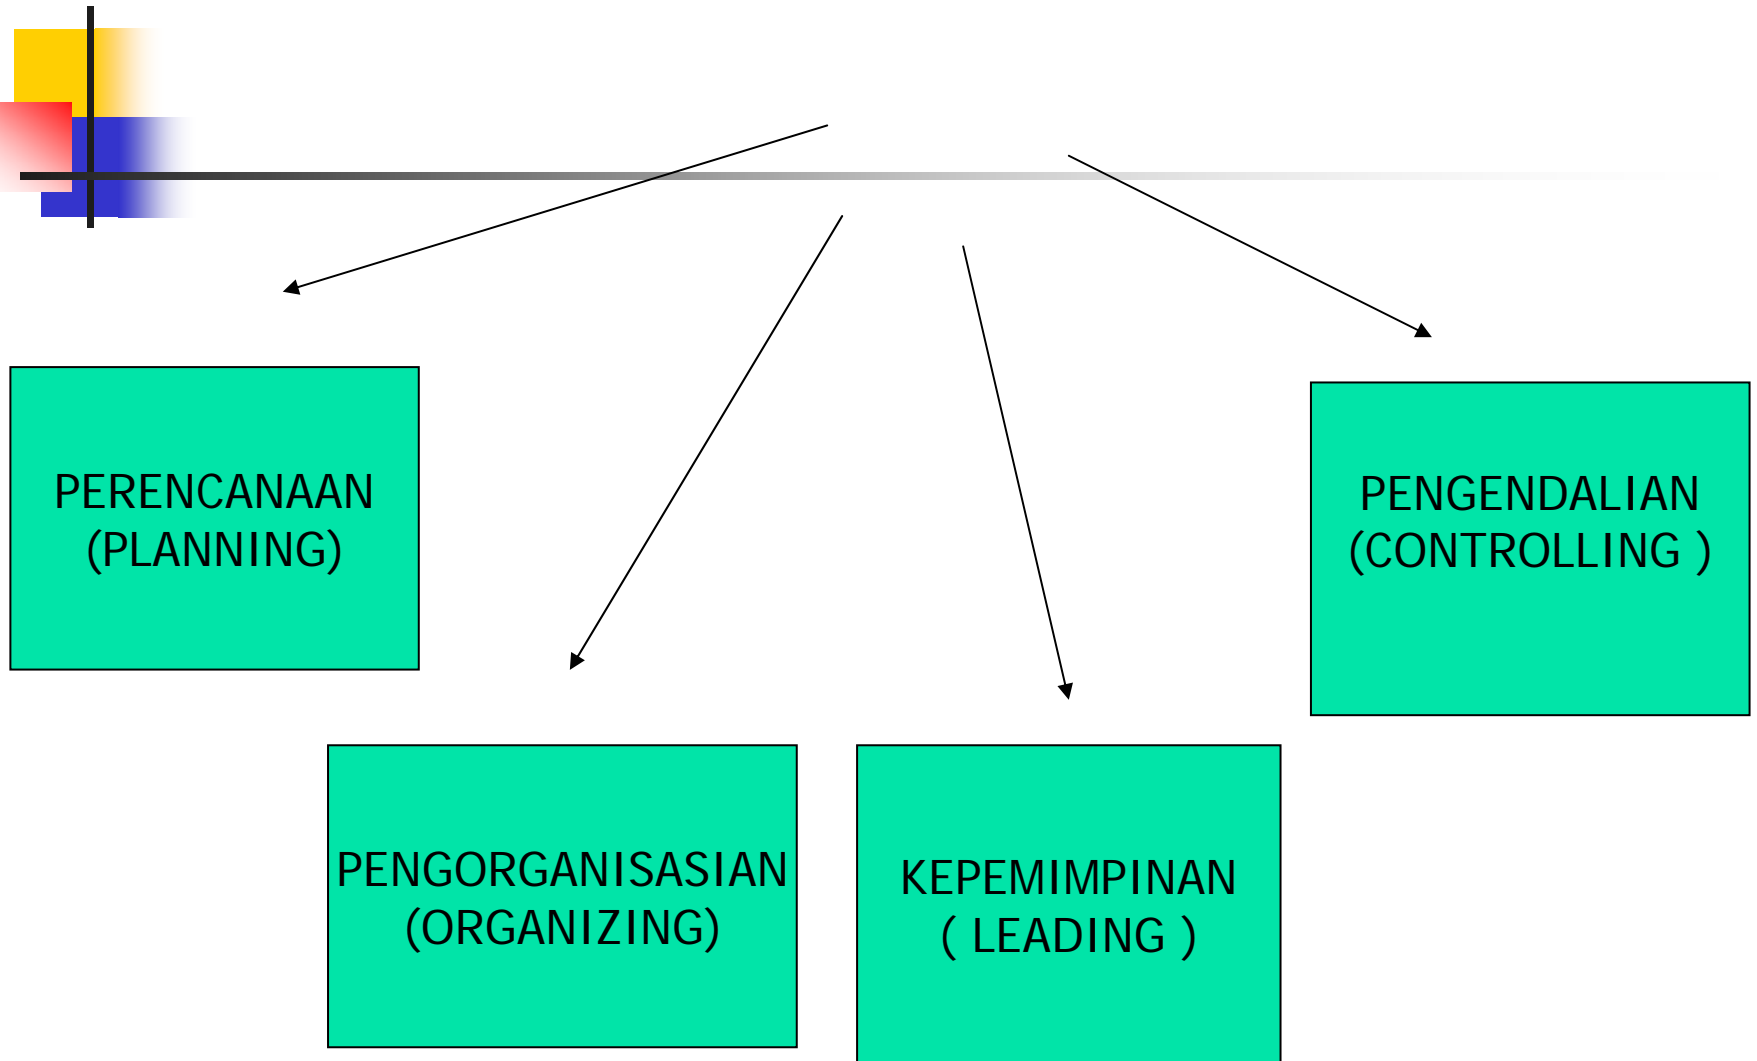 PERENCANAAN
(PLANNING)
PENGENDALIAN
(CONTROLLING )
PENGORGANISASIAN
(ORGANIZING)
KEPEMIMPINAN
( LEADING )